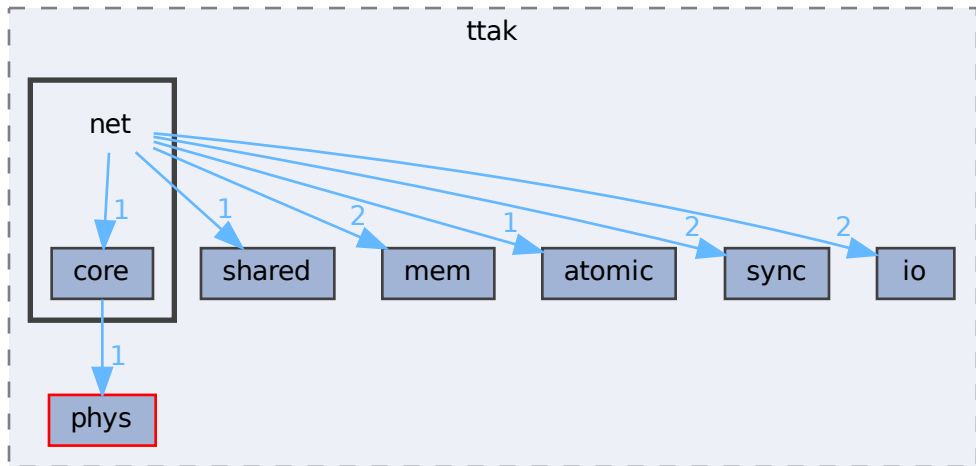 ttak
net
1
1
2
1
2
2
core
shared
mem
atomic
sync
io
1
phys